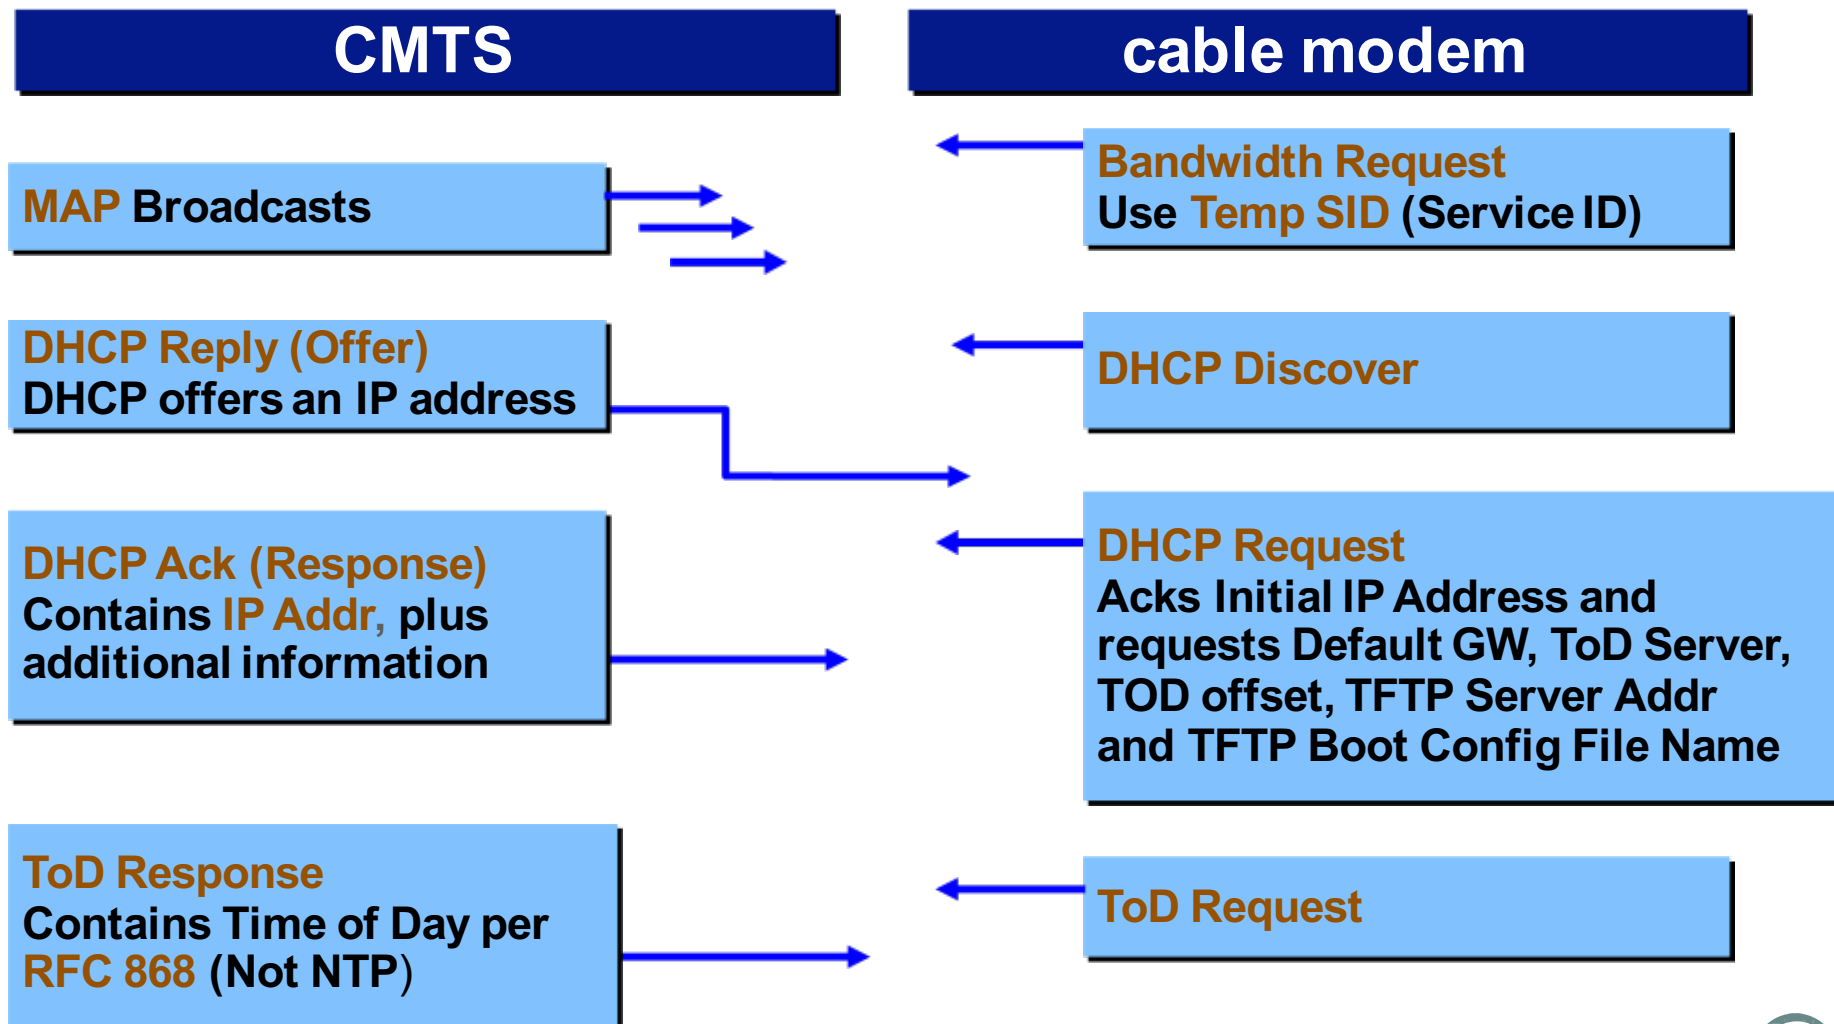 CMTS
cable modem
MAP Broadcasts
Bandwidth Request
Use Temp SID (Service ID)
DHCP Reply (Offer)
DHCP offers an IP address
DHCP Discover
DHCP Ack (Response)
Contains IP Addr, plus
additional information
DHCP Request
Acks Initial IP Address and
requests Default GW, ToD Server,
TOD offset, TFTP Server Addr
and TFTP Boot Config File Name
ToD Response
Contains Time of Day per
RFC 868 (Not NTP)
ToD Request